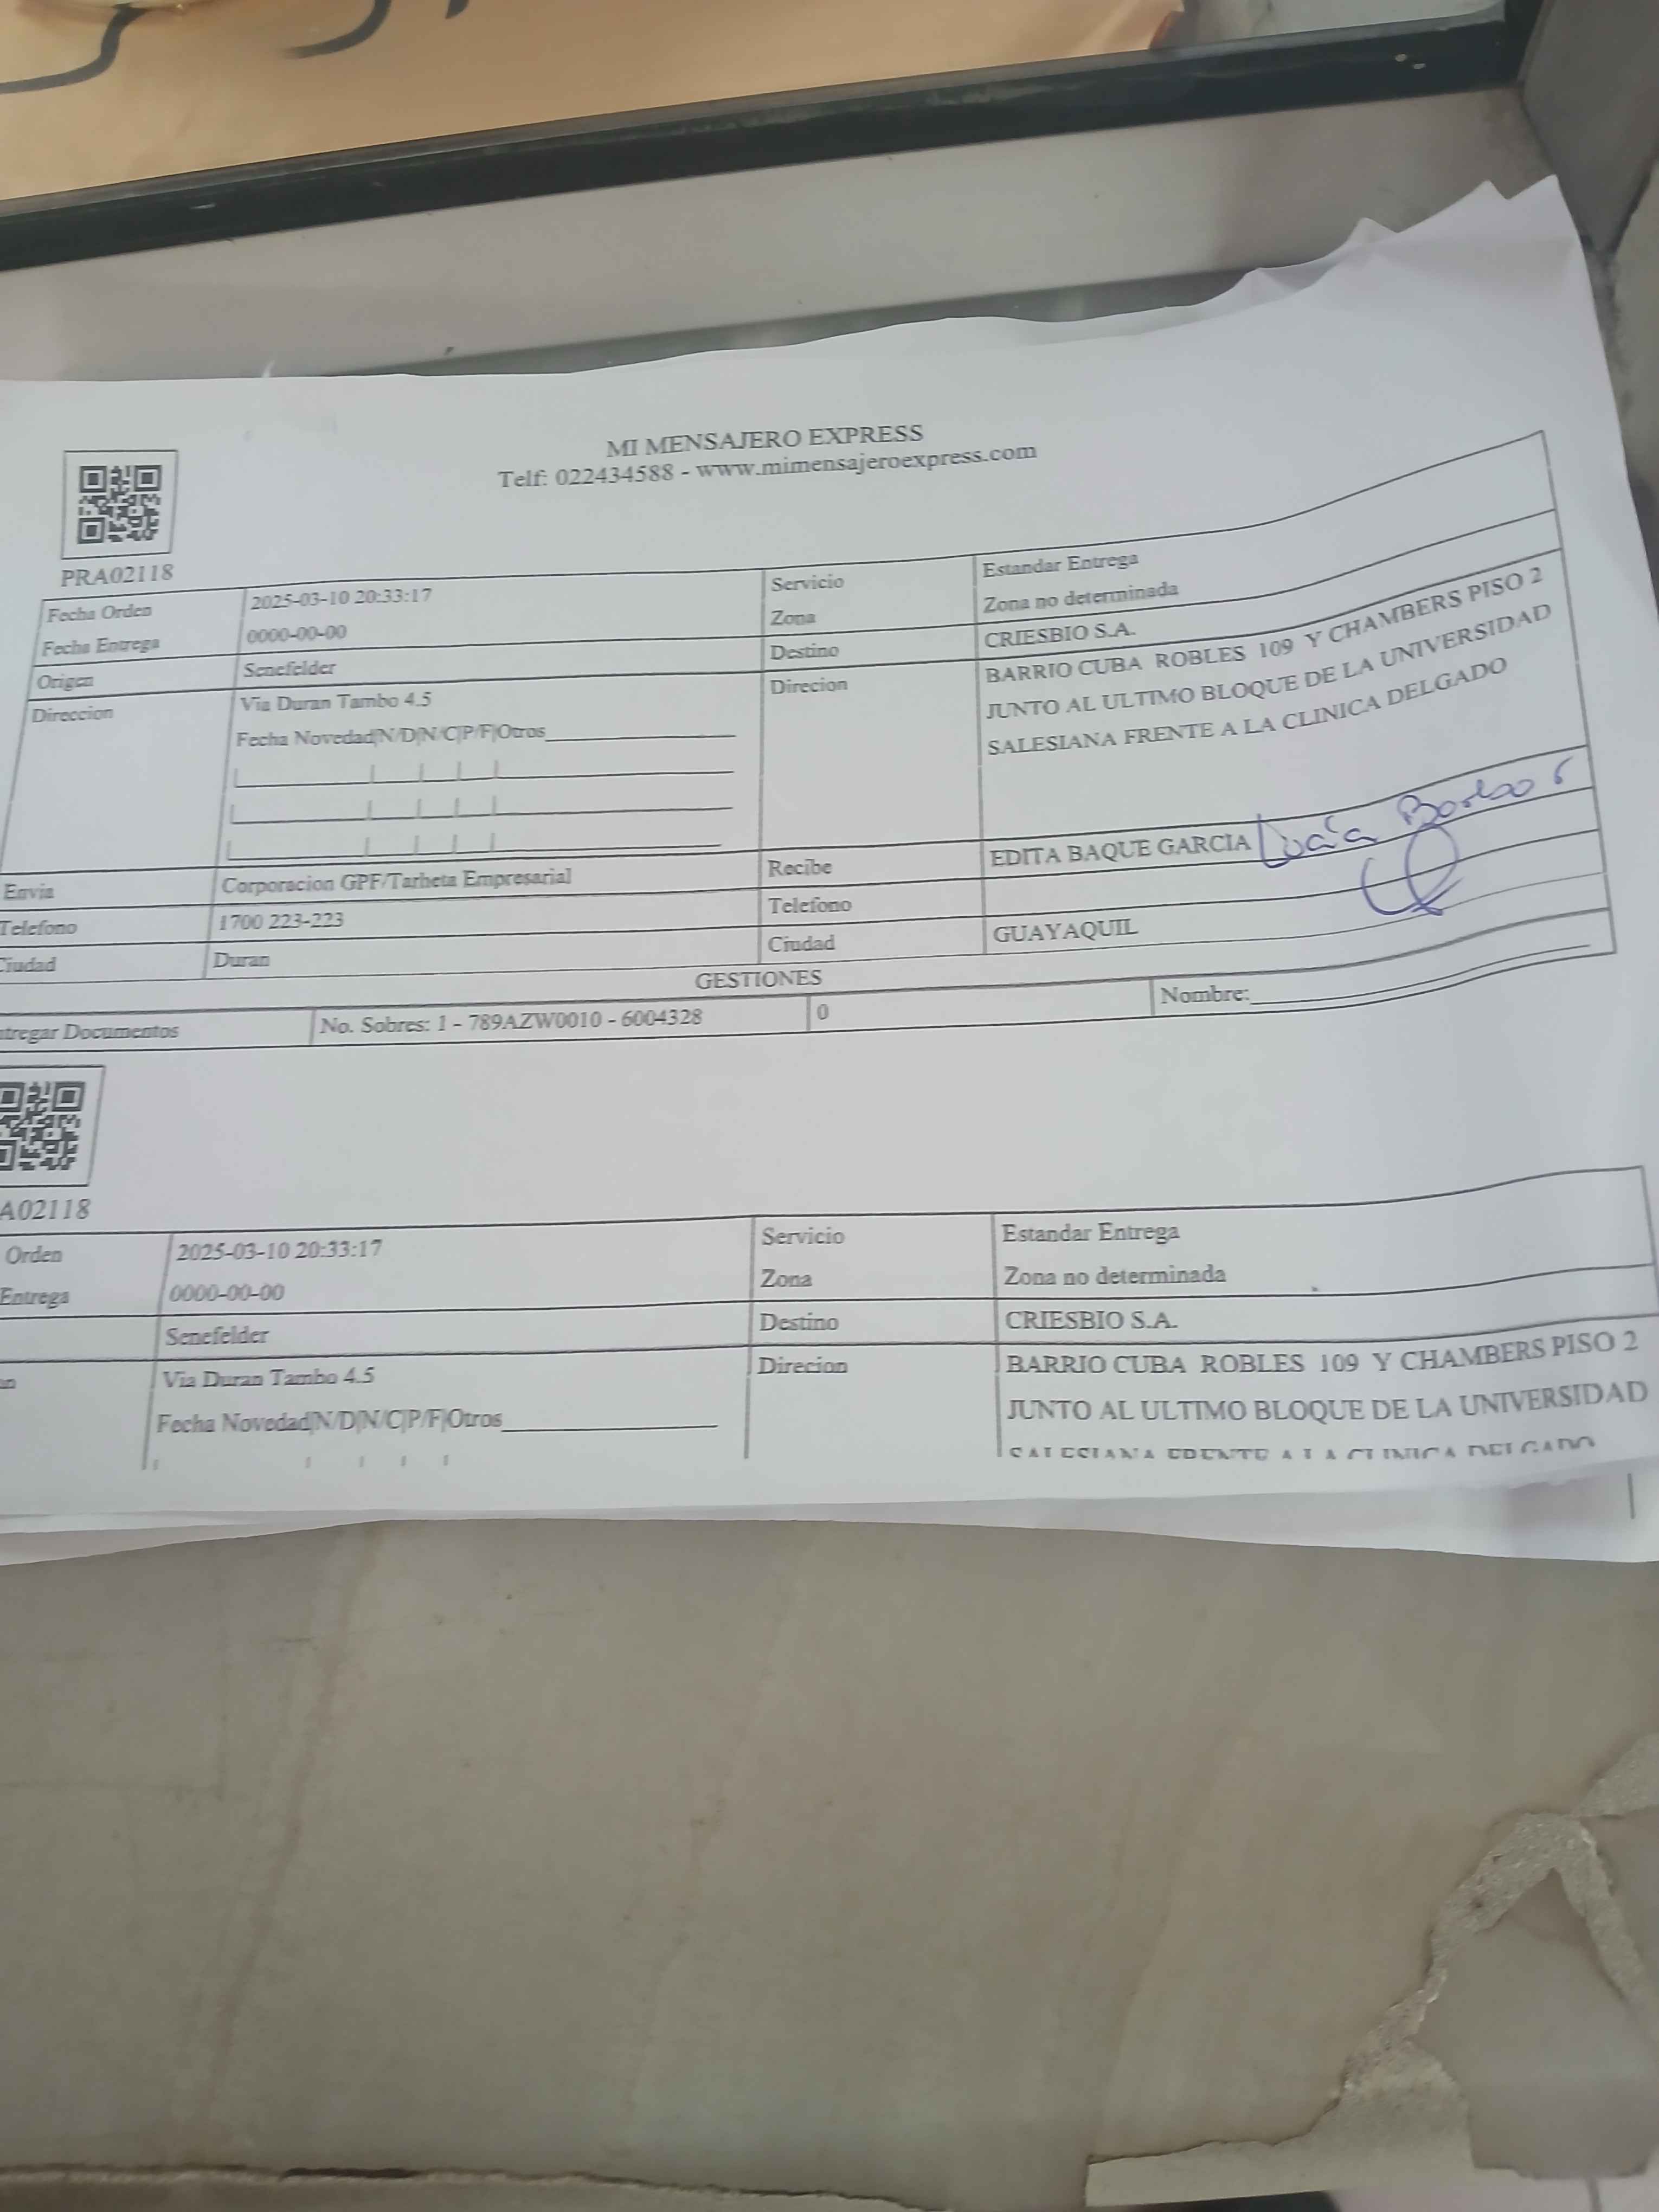 MI MENSAJERO EXPRESS
Telf: 022434588 - www.mimensajeroexpress.com
PRA02118
Fecha Orden 2025-03-10 20:33:17 Servicio Estandar Entrega
Fecha Entrega 0000-00-00 Zona Zona no determinada
Origen Senefelder Destino CRIESBIO S.A.
Direccion Via Duran Tambo 4.5 Direcion BARRIO CUBA ROBLES 109 Y CHAMBERS PISO 2
Fecha Novedad|N/D|N/C|P/F|Otros JUNTO AL ULTIMO BLOQUE DE LA UNIVERSIDAD
SALESIANA FRENTE A LA CLINICA DELGADO
Envia Corporacion GPF/Tarheta Empresarial Recibe EDITA BAQUE GARCIA
Telefono 1700 223-223 Telefono
Ciudad Duran Ciudad GUAYAQUIL
GESTIONES
ntregar Documentos No. Sobres: 1 - 789AZW0010 - 6004328 0 Nombre:
A02118
Orden 2025-03-10 20:33:17 Servicio Estandar Entrega
Entrega 0000-00-00 Zona Zona no determinada
Senefelder Destino CRIESBIO S.A.
on Via Duran Tambo 4.5 Direcion BARRIO CUBA ROBLES 109 Y CHAMBERS PISO 2
Fecha Novedad|N/D|N/C|P/F|Otros JUNTO AL ULTIMO BLOQUE DE LA UNIVERSIDAD
SALESIANA FRENTE A LA CLINICA DELGADO